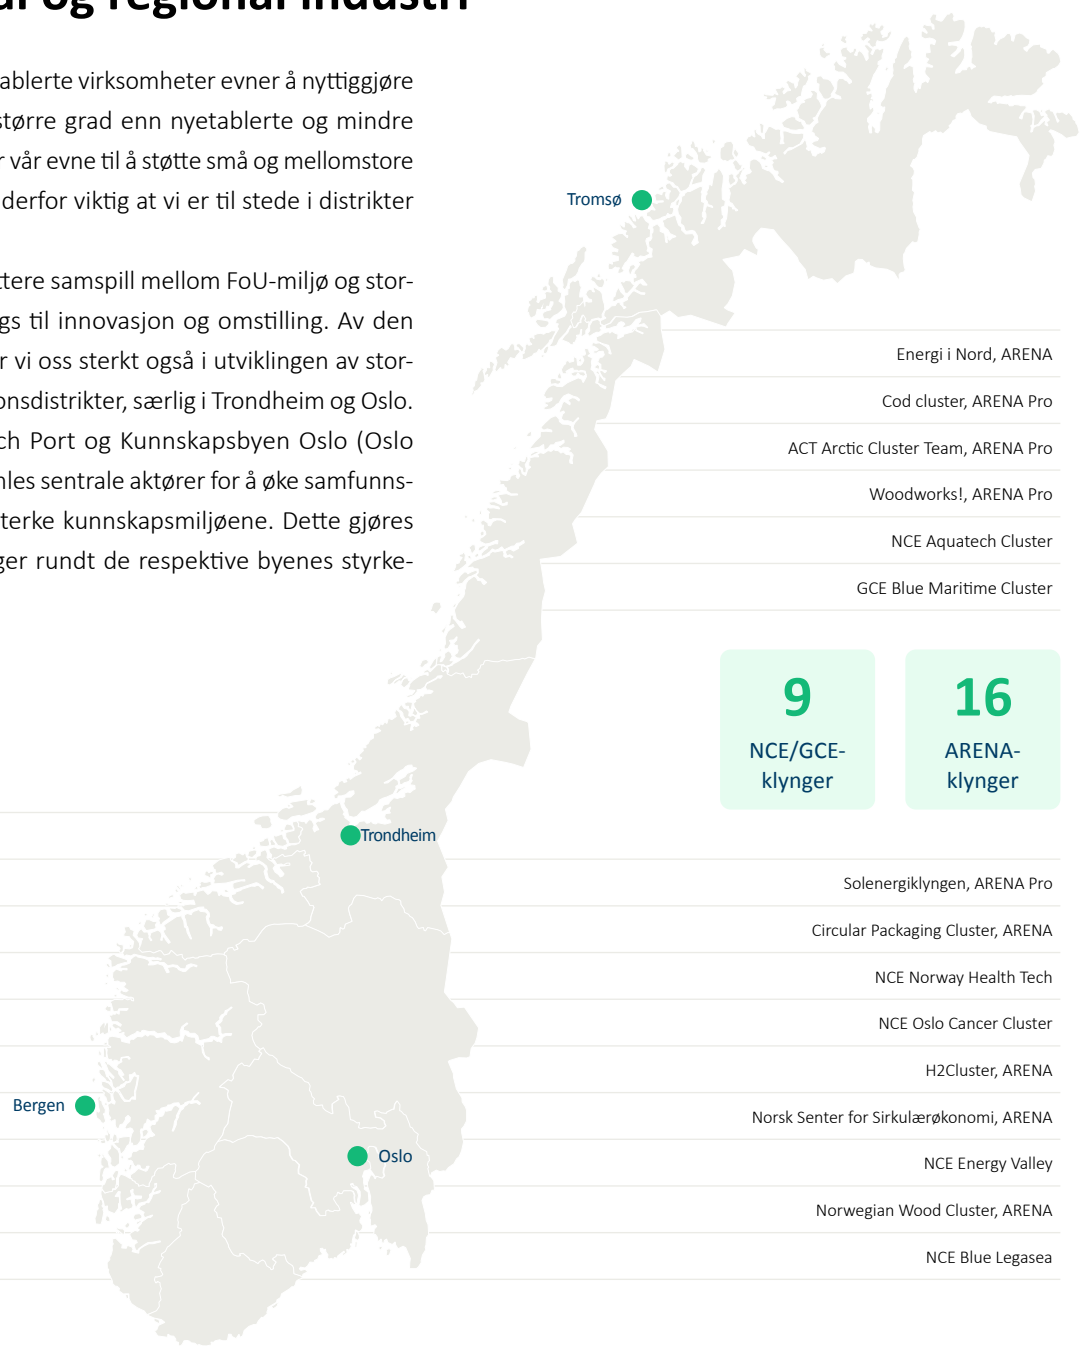 og regional industri
ablerte virksomheter evner å nyttiggjøre
større grad enn nyetablerte og mindre
r vår evne til å støtte små og mellomstore
derfor viktig at vi er til stede i distrikter
ttere samspill mellom FoU-miljø og stor-
gs til innovasjon og omstilling. Av den
r vi oss sterkt også i utviklingen av stor-
onsdistrikter, særlig i Trondheim og Oslo.
ch Port og Kunnskapsbyen Oslo (Oslo
nles sentrale aktører for å øke samfunns-
terke kunnskapsmiljøene. Dette gjøres
ger rundt de respektive byenes styrke-
Tromsø
Energi i Nord, ARENA
Cod cluster, ARENA Pro
ACT Arctic Cluster Team, ARENA Pro
Woodworks!, ARENA Pro
NCE Aquatech Cluster
GCE Blue Maritime Cluster
9
NCE/GCE-
klynger
16
ARENA-
klynger
Trondheim
Solenergiklyngen, ARENA Pro
Circular Packaging Cluster, ARENA
NCE Norway Health Tech
NCE Oslo Cancer Cluster
H2Cluster, ARENA
Bergen
Norsk Senter for Sirkulærøkonomi, ARENA
Oslo
NCE Energy Valley
Norwegian Wood Cluster, ARENA
NCE Blue Legasea